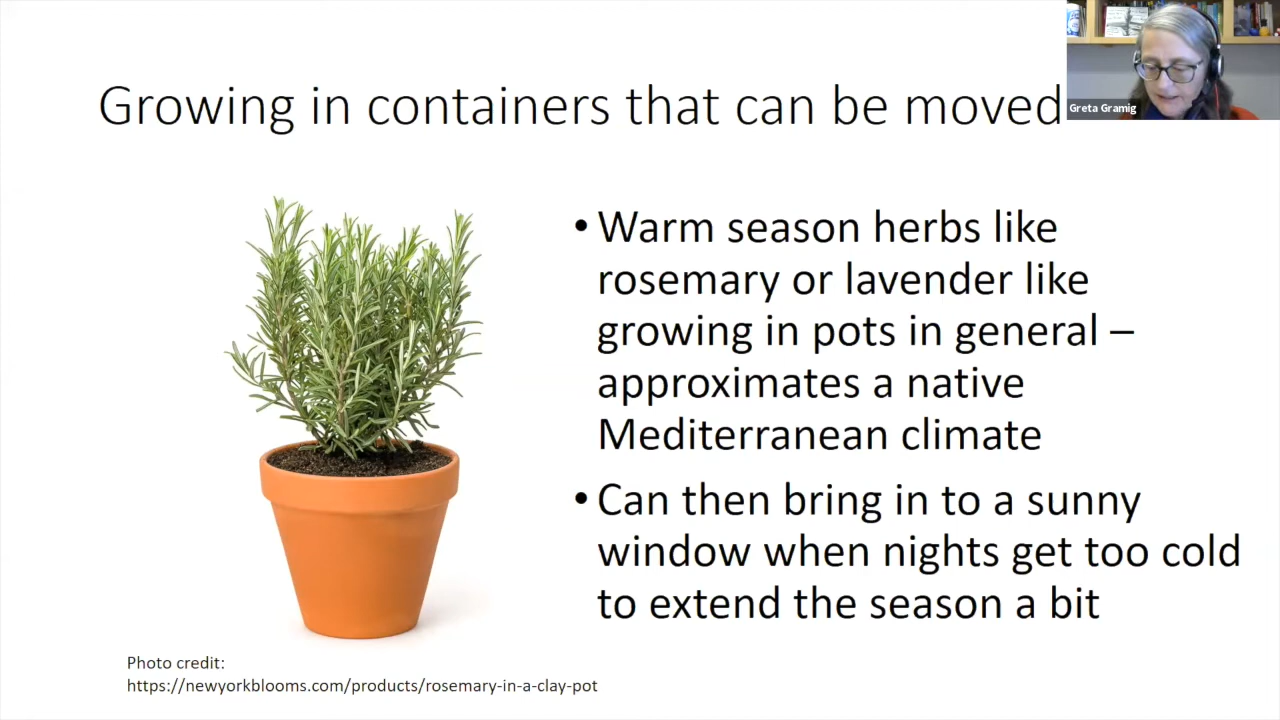 Growing in containers that can be moved
Greta Gramig
• Warm season herbs like
rosemary or lavender like
growing in pots in general –
approximates a native
Mediterranean climate
• Can then bring in to a sunny
window when nights get too cold
to extend the season a bit
Photo credit:
https://newyorkblooms.com/products/rosemary-in-a-clay-pot